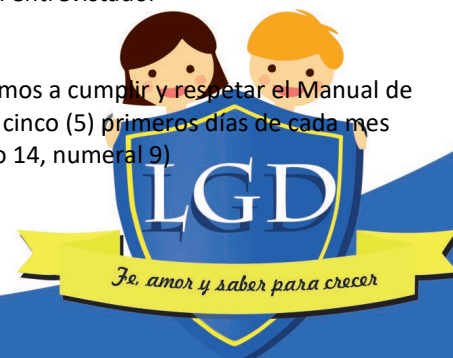 entrevistador
mos a cumplir y respetar el Manual de
cinco (5) primeros días de cada mes
o 14, numeral 9)
LGD
Fe, amor y saber para crecer